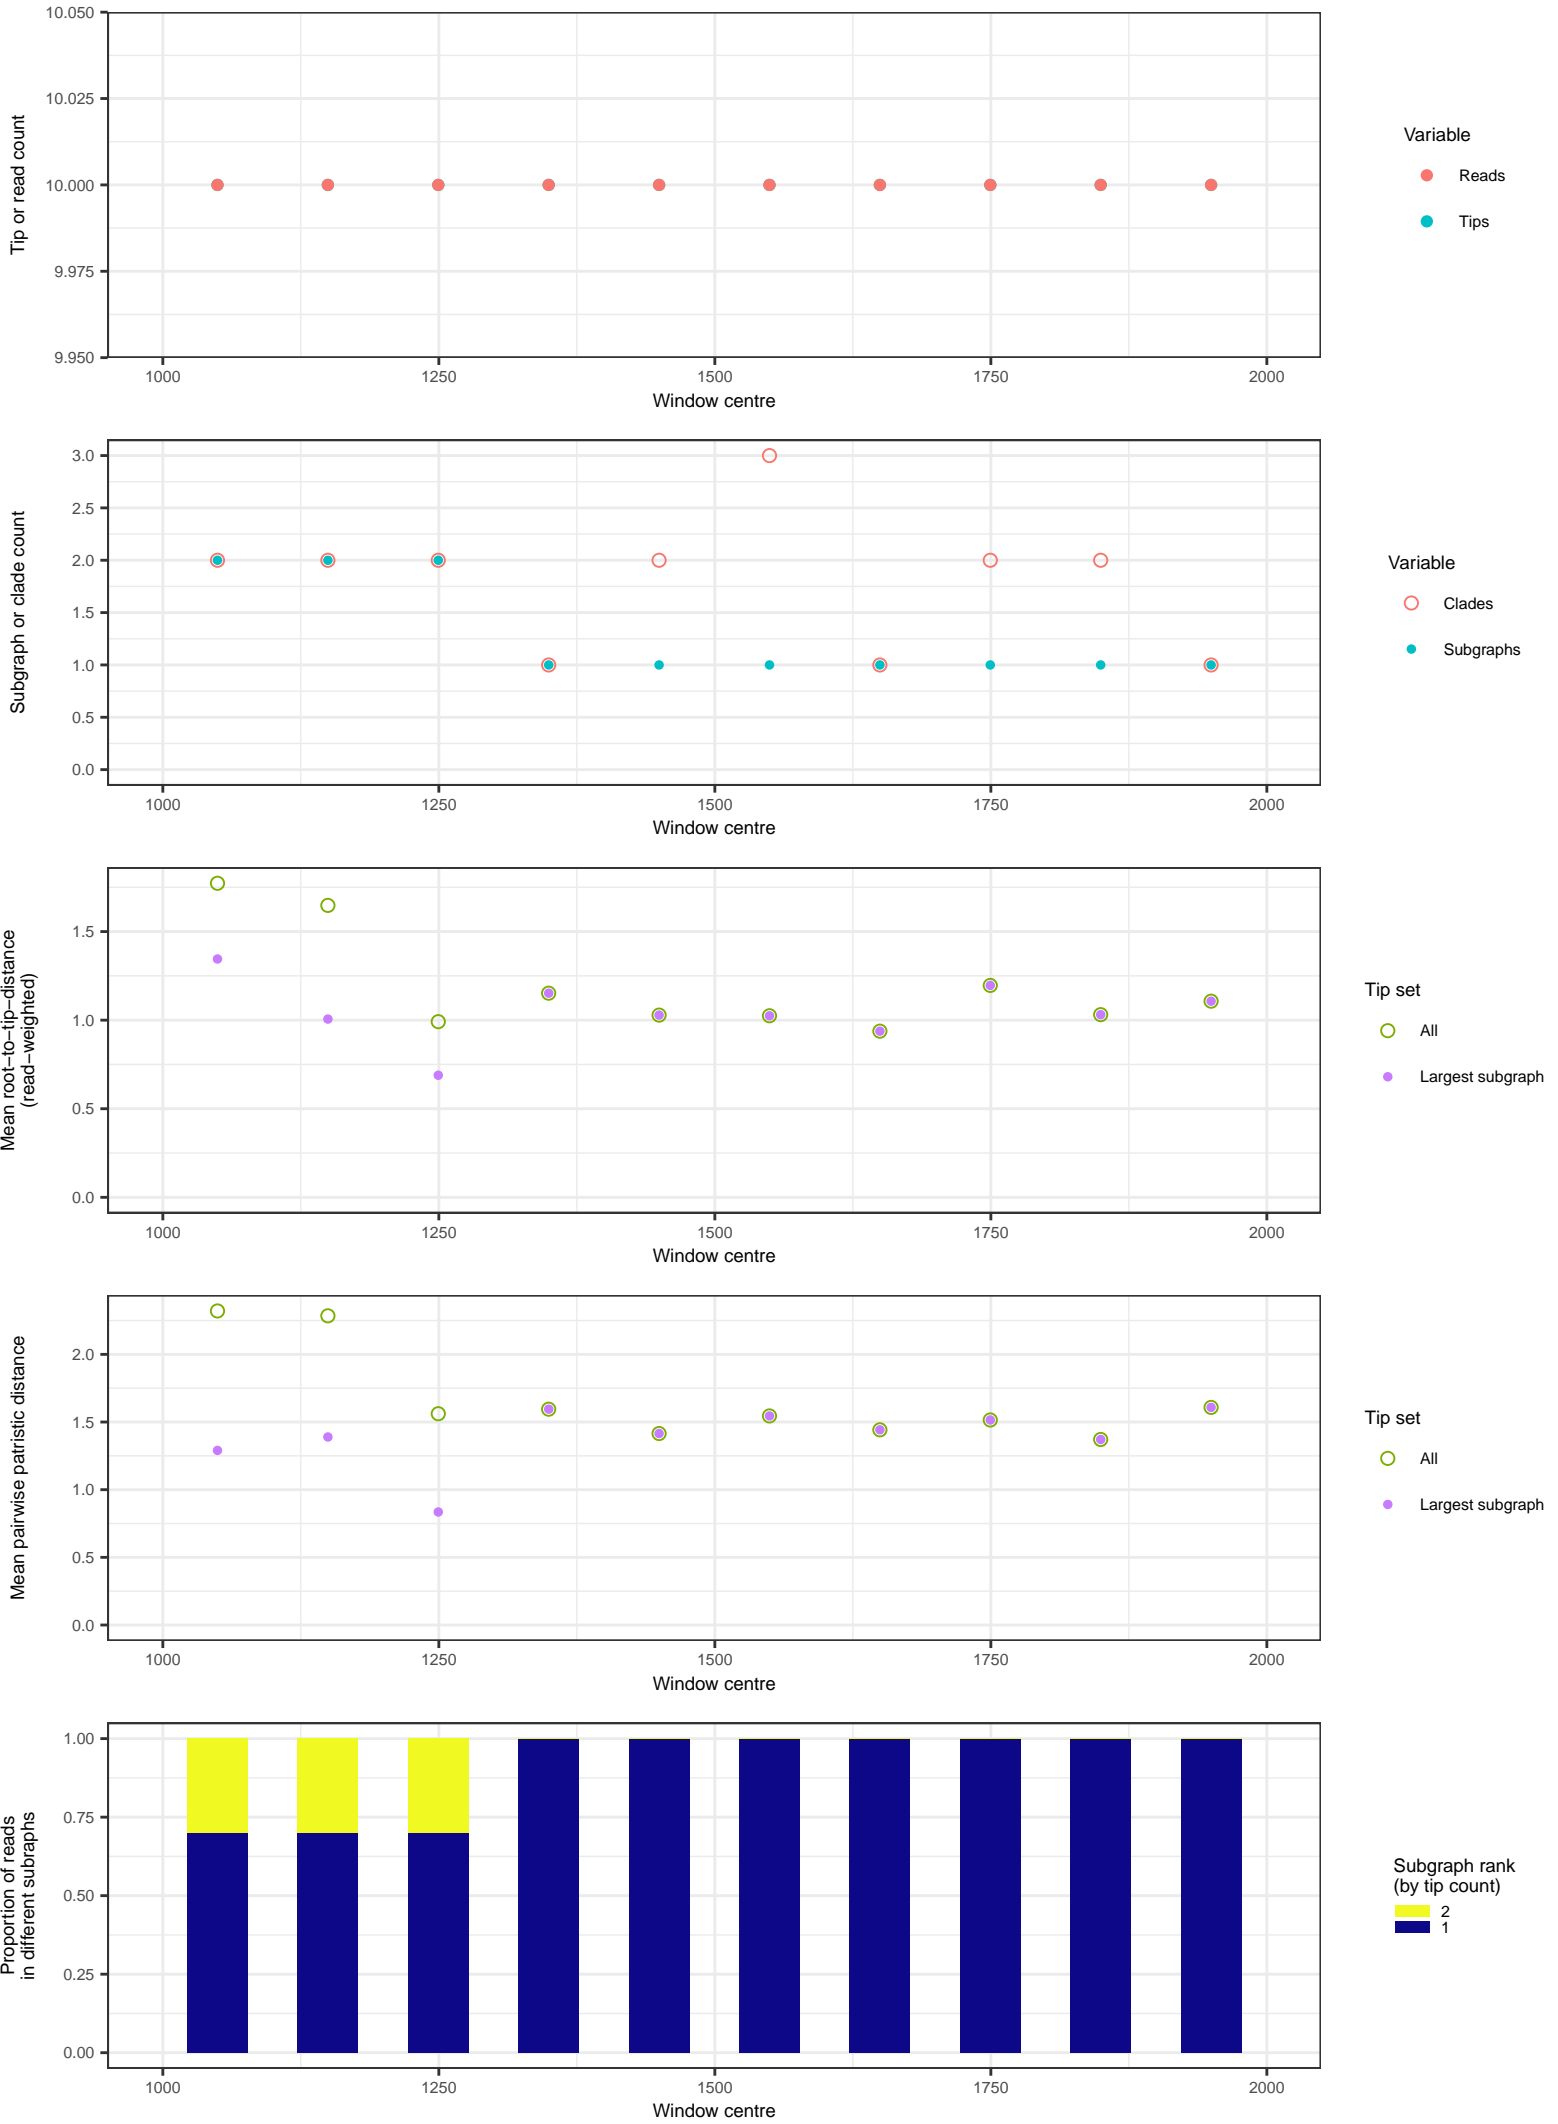 10.050
10.025
10.000
9.975
9.950
Tip or read count
1000 1250 1500 1750 2000
Window centre
Variable
Reads
Tips
3.0
2.5
2.0
1.5
1.0
0.5
0.0
Subgraph or clade count
1000 1250 1500 1750 2000
Window centre
Variable
Clades
Subgraphs
1.5
1.0
0.5
0.0
Mean root−to−tip−distance
(read−weighted)
1000 1250 1500 1750 2000
Window centre
Tip set
All
Largest subgraph
2.0
1.5
1.0
0.5
0.0
Mean pairwise patristic distance
1000 1250 1500 1750 2000
Window centre
Tip set
All
Largest subgraph
1.00
0.75
0.50
0.25
0.00
Proportion of reads
in different subraphs
1000 1250 1500 1750 2000
Window centre
Subgraph rank
(by tip count)
2
1